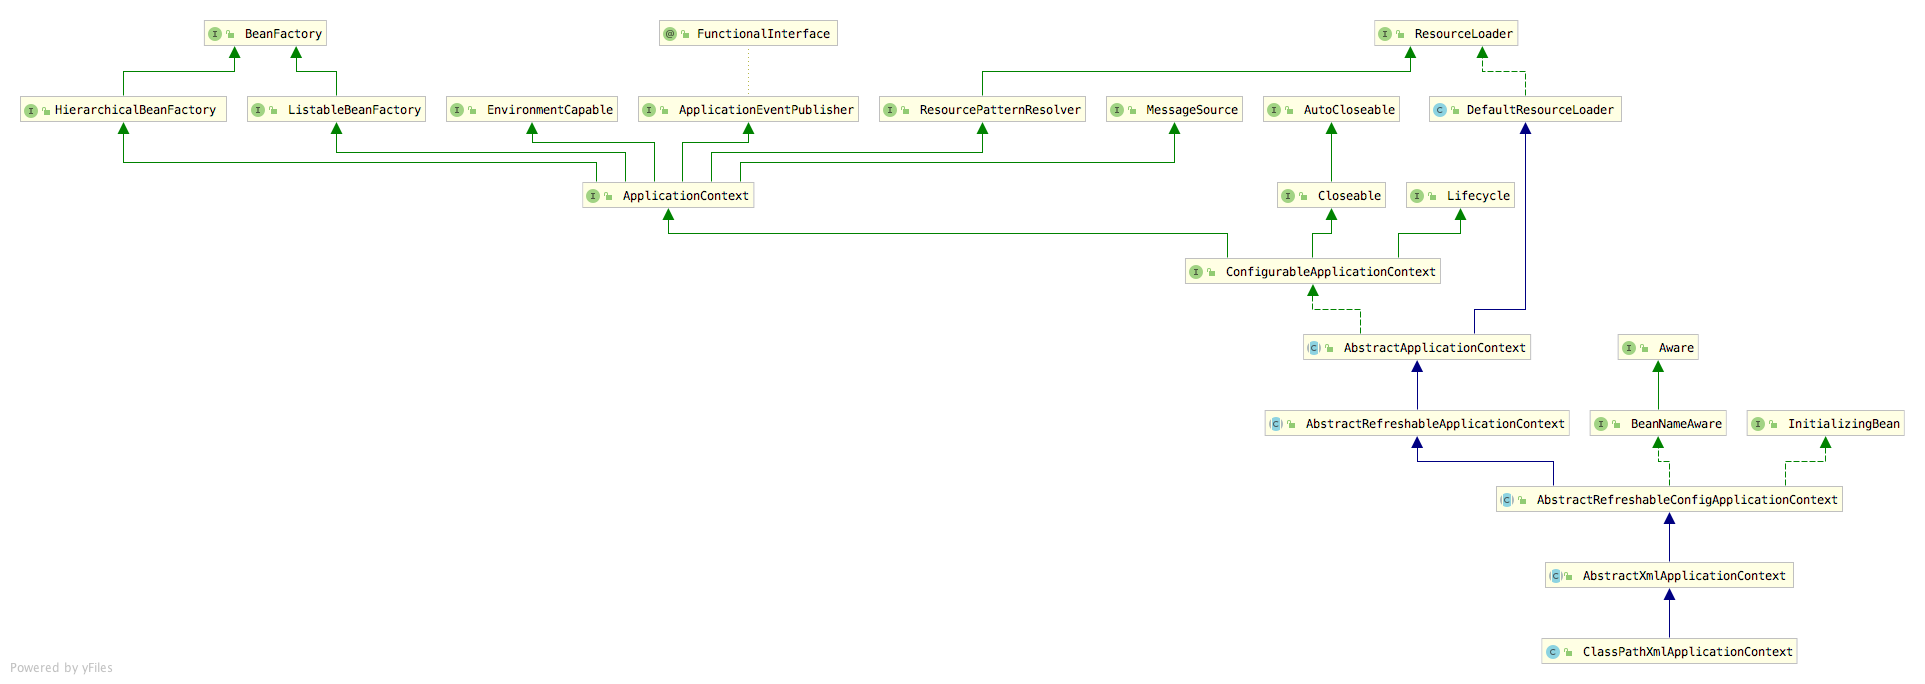 BeanFactory
FunctionalInterface
ResourceLoader
HierarchicalBeanFactory
ListableBeanFactory
EnvironmentCapable
ApplicationEventPublisher
ResourcePatternResolver
MessageSource
AutoCloseable
DefaultResourceLoader
ApplicationContext
Closeable
Lifecycle
ConfigurableApplicationContext
AbstractApplicationContext
Aware
AbstractRefreshableApplicationContext
BeanNameAware
InitializingBean
AbstractRefreshableConfigApplicationContext
AbstractXmlApplicationContext
ClassPathXmlApplicationContext
Powered by yFiles